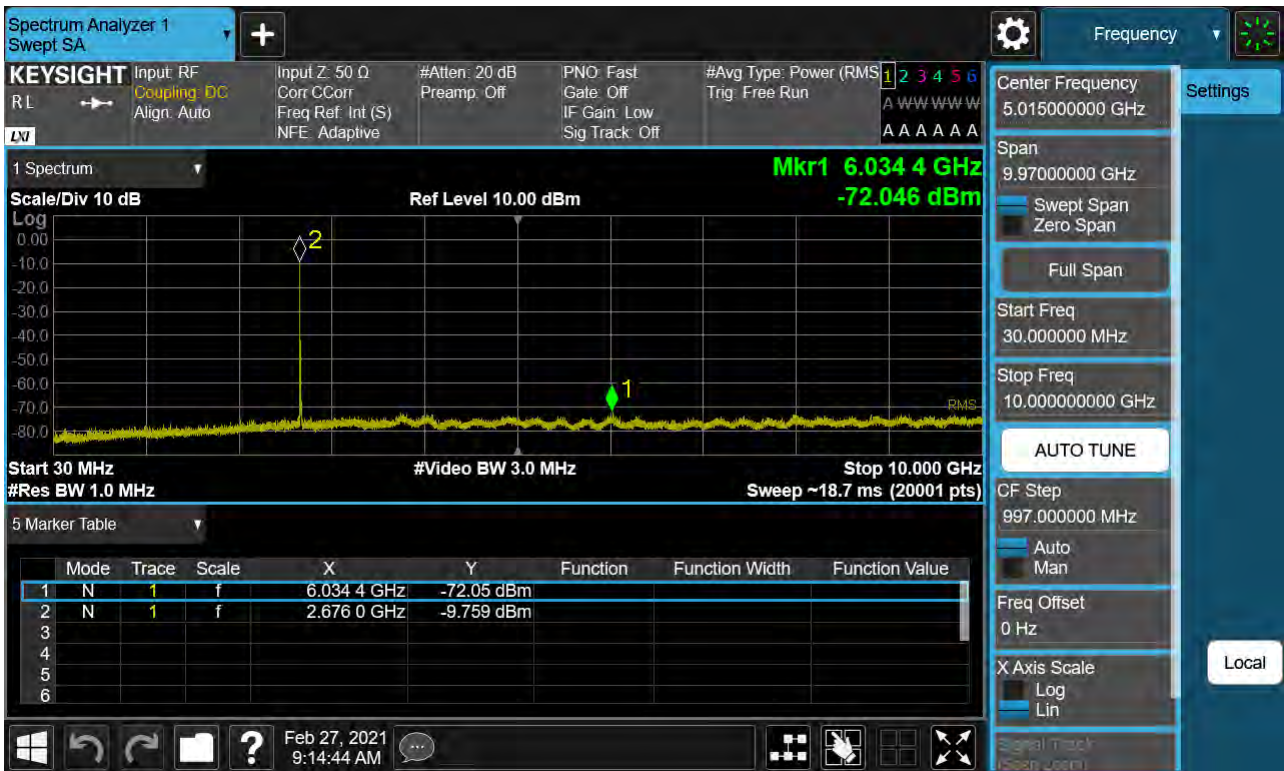 Spectrum Analyzer 1
Swept SA
Frequency
KEYSIGHT
RL
LXI
Input: RF
Coupling: DC
Align: Auto
Input Z: 50 Ω
Corr CCorr
Freq Ref: Int (S)
NFE: Adaptive
#Atten: 20 dB
Preamp: Off
PNO: Fast
Gate: Off
IF Gain: Low
Sig Track: Off
#Avg Type: Power (RMS
Trig: Free Run
1 2 3 4 5 6
A WW WW W
A A A A A A
1 Spectrum
Mkr1 6.034 4 GHz
-72.046 dBm
Scale/Div 10 dB
Ref Level 10.00 dBm
Log
0.00
-10.0
-20.0
-30.0
-40.0
-50.0
-60.0
-70.0
-80.0
2
1
RMS
Start 30 MHz
#Video BW 3.0 MHz
Stop 10.000 GHz
#Res BW 1.0 MHz
Sweep ~18.7 ms (20001 pts)
5 Marker Table
Mode Trace Scale X Y Function Function Width Function Value
1 N 1 f 6.034 4 GHz -72.05 dBm
2 N 1 f 2.676 0 GHz -9.759 dBm
3
4
5
6
Feb 27, 2021
9:14:44 AM
Center Frequency
5.015000000 GHz
Settings
Span
9.97000000 GHz
Swept Span
Zero Span
Full Span
Start Freq
30.000000 MHz
Stop Freq
10.000000000 GHz
AUTO TUNE
CF Step
997.000000 MHz
Auto
Man
Freq Offset
0 Hz
X Axis Scale
Log
Lin
Local
Signal Track
(Span Zoom)